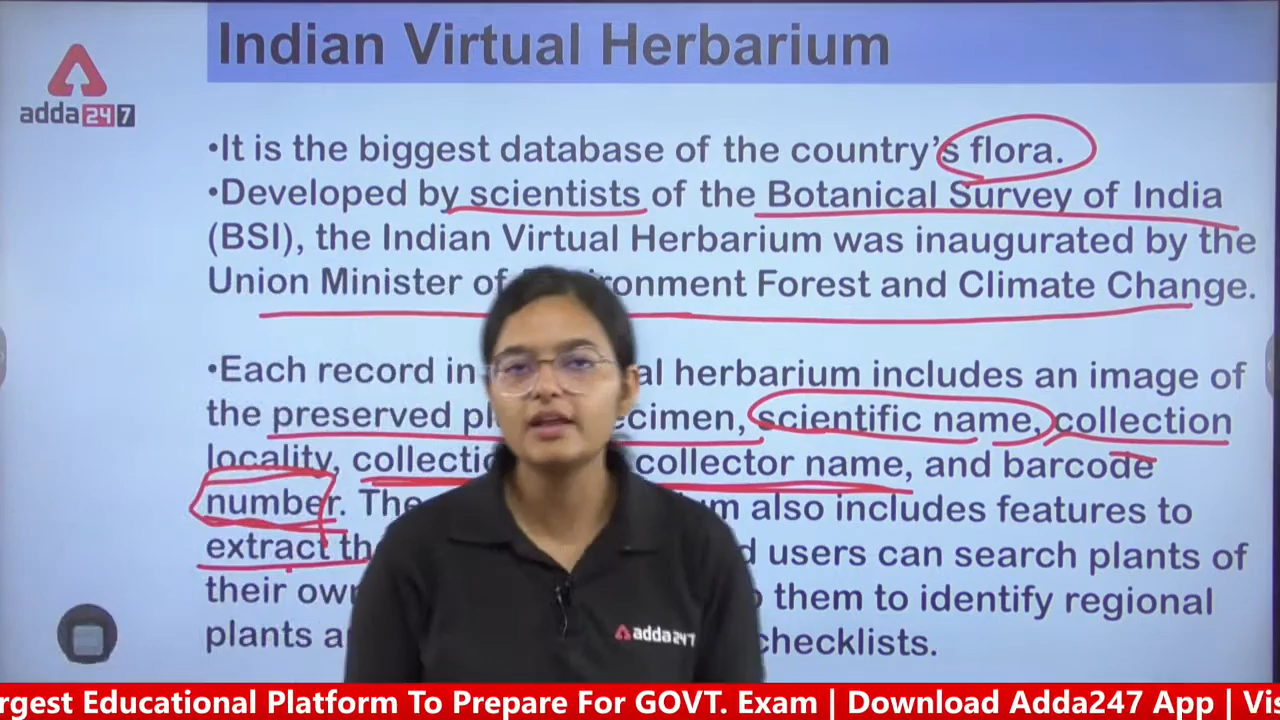 Indian Virtual Herbarium
adda247
•It is the biggest database of the country's flora.
•Developed by scientists of the Botanical Survey of India
(BSI), the Indian Virtual Herbarium was inaugurated by the
Union Minister of Environment Forest and Climate Change.
•Each record in al herbarium includes an image of
the preserved pl ecimen, scientific name, collection
locality, collectio collector name, and barcode
number. The m also includes features to
extract th d users can search plants of
their ow them to identify regional
plants a checklists.
adda247
rgest Educational Platform To Prepare For GOVT. Exam | Download Adda247 App | Vis